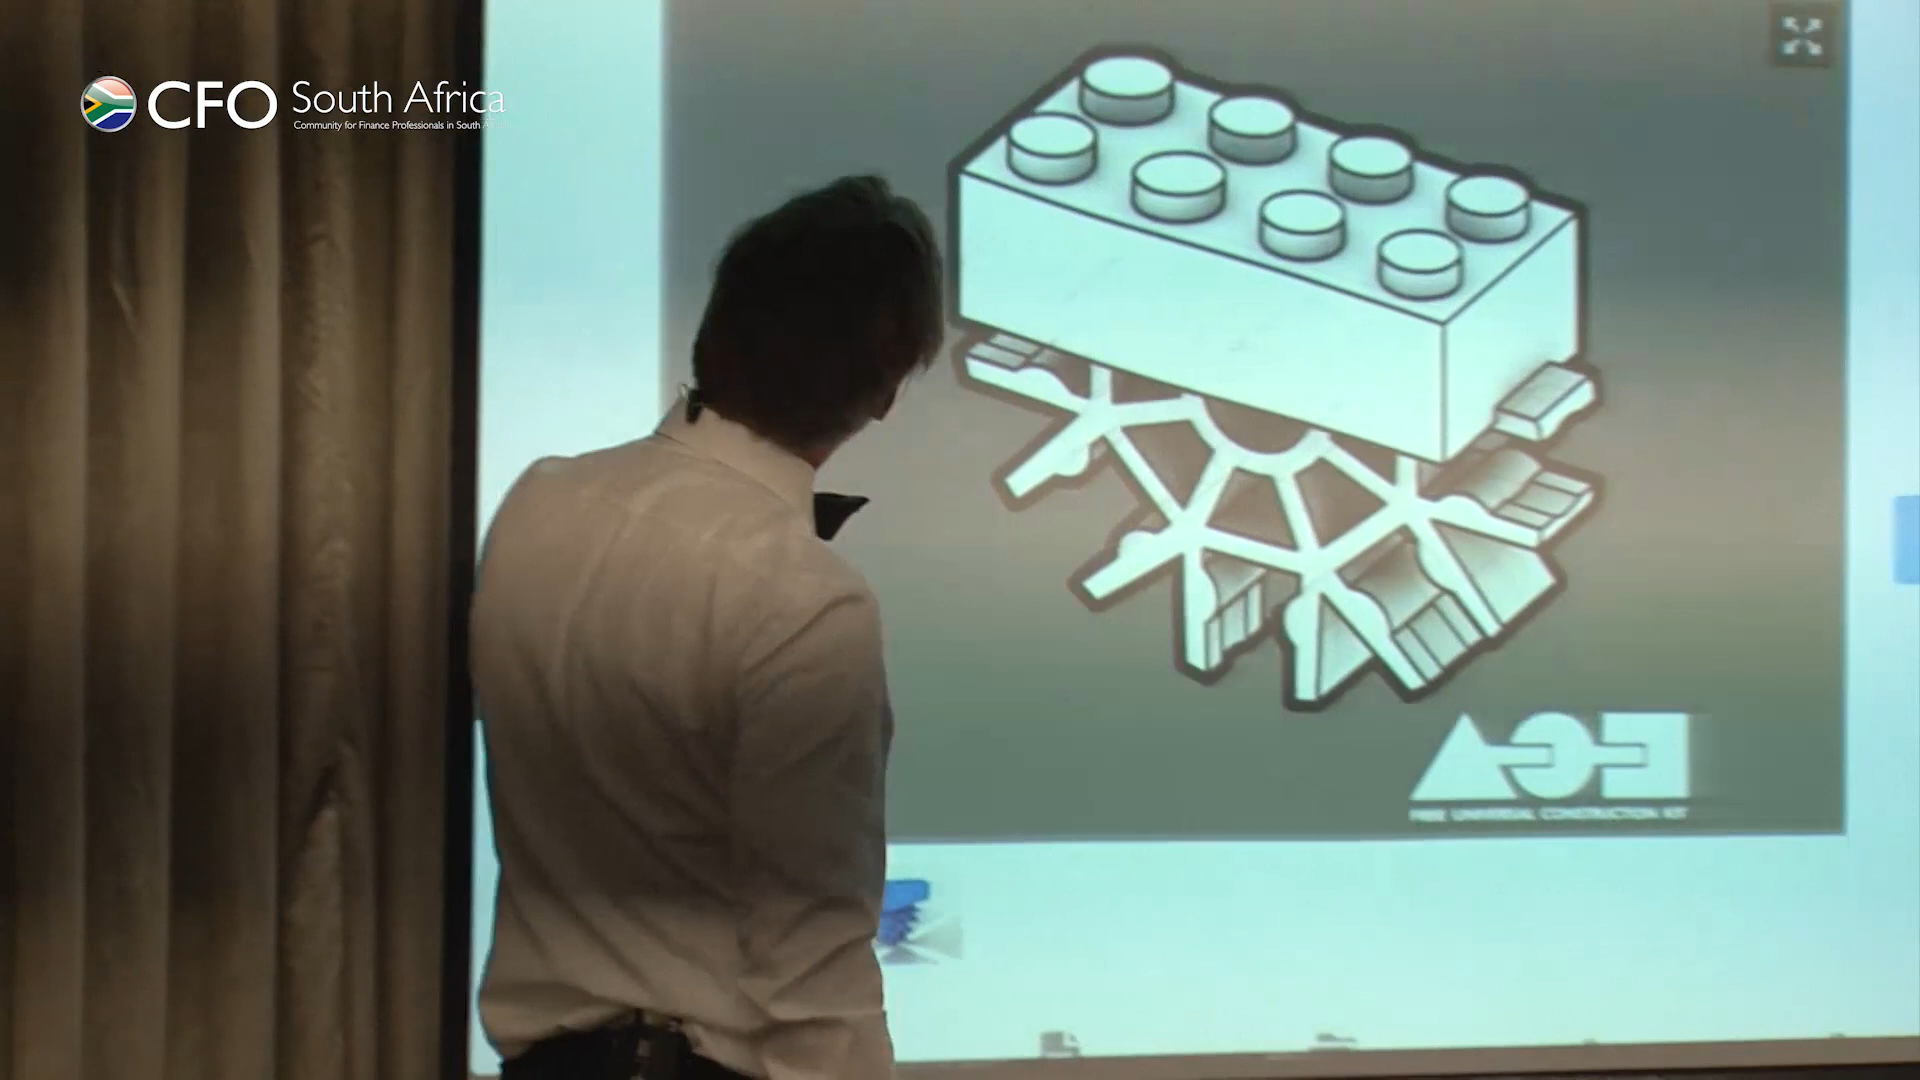 CFO South Africa
Community for Finance Professionals in South
FREE UNIVERSAL CONSTRUCTION KIT